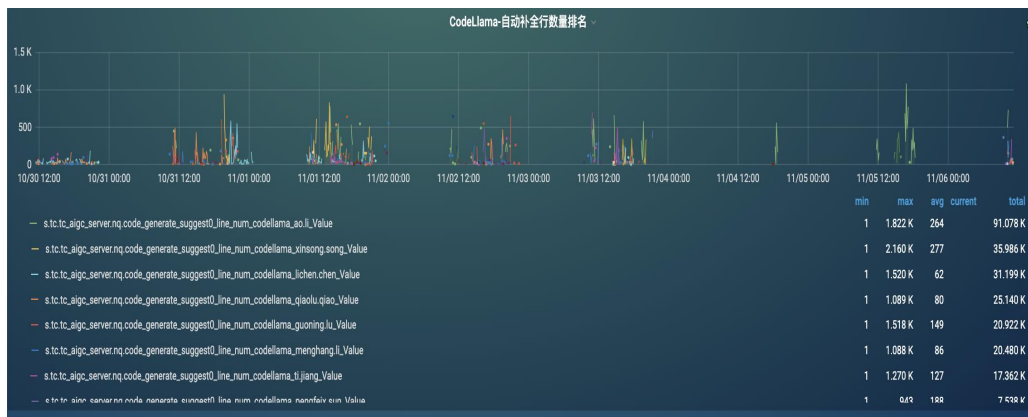 CodeLlama-自动补全行数量排名
1.5 K
1.0 K
500
0
10/30 12:00 10/31 00:00 10/31 12:00 11/01 00:00 11/01 12:00 11/02 00:00 11/02 12:00 11/03 00:00 11/03 12:00 11/04 00:00 11/04 12:00 11/05 00:00 11/05 12:00 11/06 00:00
min max avg current total
s.tc.tc_aigc_server.nq.code_generate_suggest0_line_num_codellama_ao.li_Value 1 1.822 K 264 91.078 K
s.tc.tc_aigc_server.nq.code_generate_suggest0_line_num_codellama_xinsong.song_Value 1 2.160 K 277 35.986 K
s.tc.tc_aigc_server.nq.code_generate_suggest0_line_num_codellama_lichen.chen_Value 1 1.520 K 62 31.199 K
s.tc.tc_aigc_server.nq.code_generate_suggest0_line_num_codellama_qiaolu.qiao_Value 1 1.089 K 80 25.140 K
s.tc.tc_aigc_server.nq.code_generate_suggest0_line_num_codellama_guoning.lu_Value 1 1.518 K 149 20.922 K
s.tc.tc_aigc_server.nq.code_generate_suggest0_line_num_codellama_menghang.li_Value 1 1.088 K 86 20.480 K
s.tc.tc_aigc_server.nq.code_generate_suggest0_line_num_codellama_ti.jiang_Value 1 1.270 K 127 17.362 K
s.tc.tc_aigc_server.nq.code_generate_suggest0_line_num_codellama_pengfeix.sun_Value 1 943 188 7.538 K